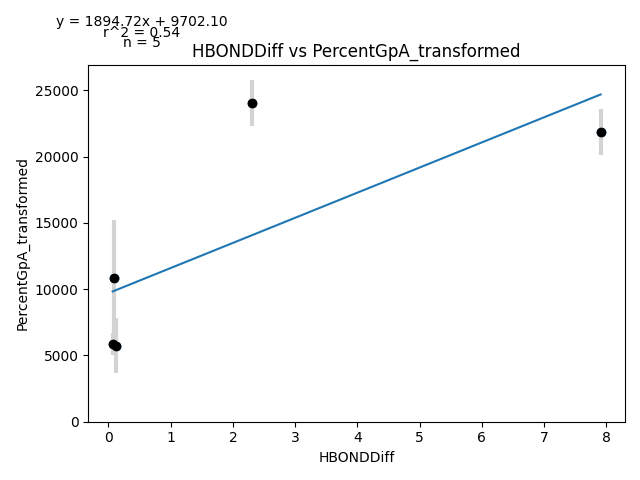 y = 1894.72x + 9702.10
r^2 = 0.54
n = 5
HBONDDiff vs PercentGpA_transformed
PercentGpA_transformed
25000
20000
15000
10000
5000
0
0 1 2 3 4 5 6 7 8
HBONDDiff